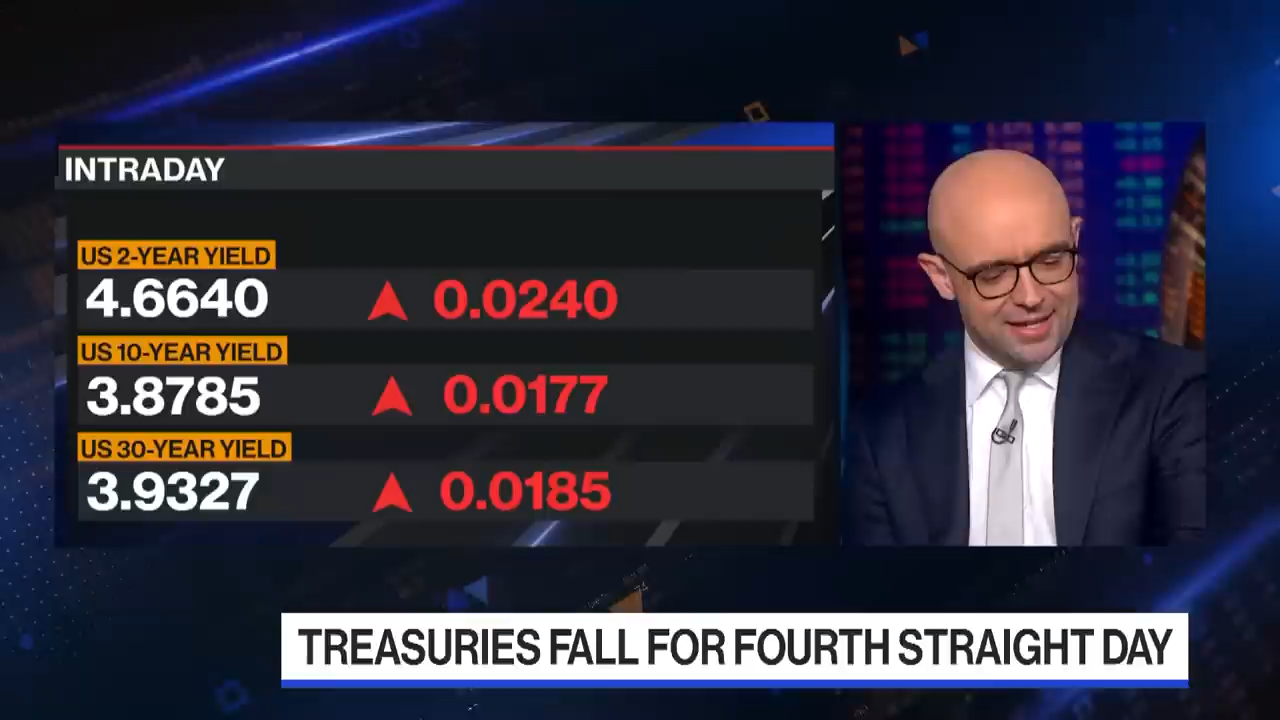 INTRADAY
US 2-YEAR YIELD
4.6640 ▲ 0.0240
US 10-YEAR YIELD
3.8785 ▲ 0.0177
US 30-YEAR YIELD
3.9327 ▲ 0.0185
TREASURIES FALL FOR FOURTH STRAIGHT DAY